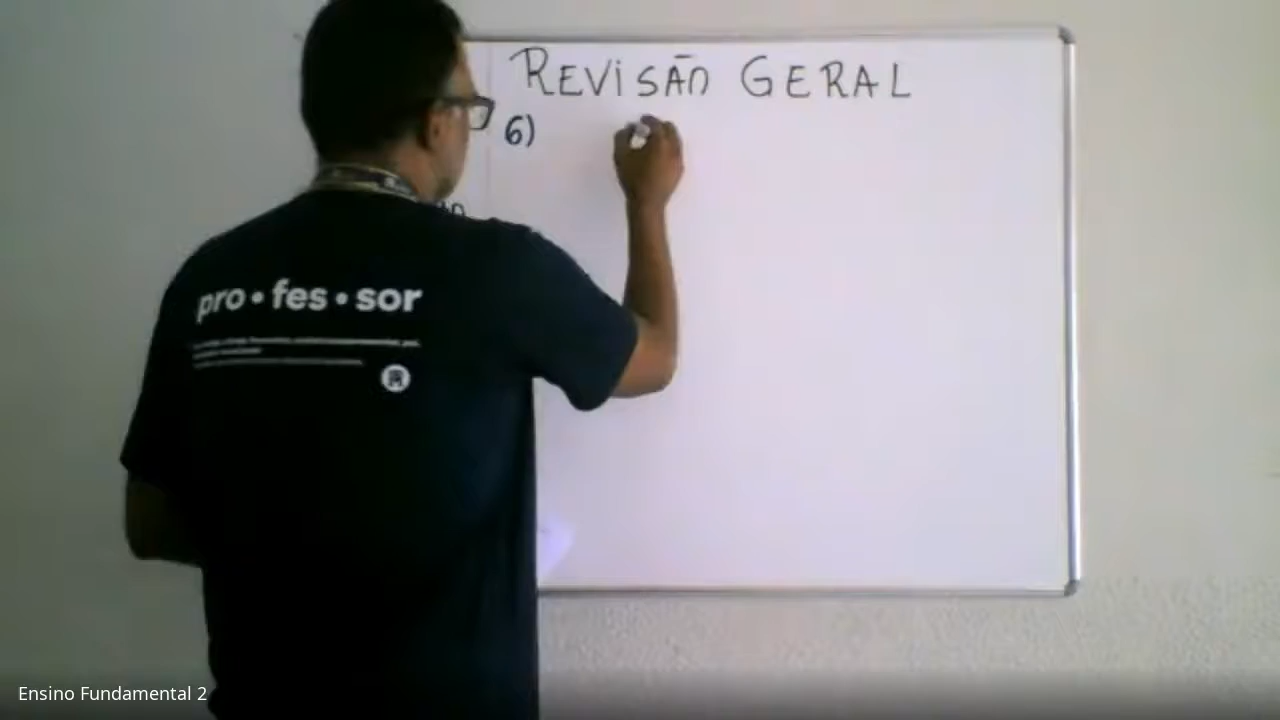 REVISÃO GERAL
6)
pro • fes • sor
Ensino Fundamental 2